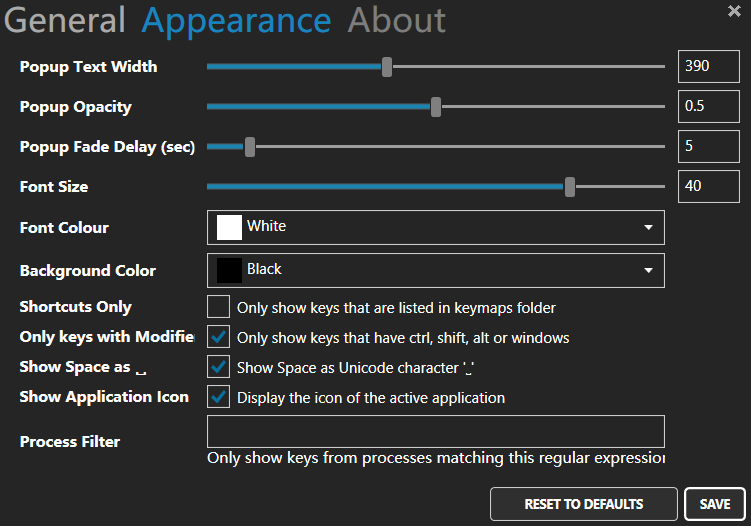 General Appearance About
Popup Text Width 390
Popup Opacity 0.5
Popup Fade Delay (sec) 5
Font Size 40
Font Colour White
Background Color Black
Shortcuts Only Only show keys that are listed in keymaps folder
Only keys with Modifie Only show keys that have ctrl, shift, alt or windows
Show Space as ␣ Show Space as Unicode character '␣'
Show Application Icon Display the icon of the active application
Process Filter
Only show keys from processes matching this regular expression
RESET TO DEFAULTS SAVE